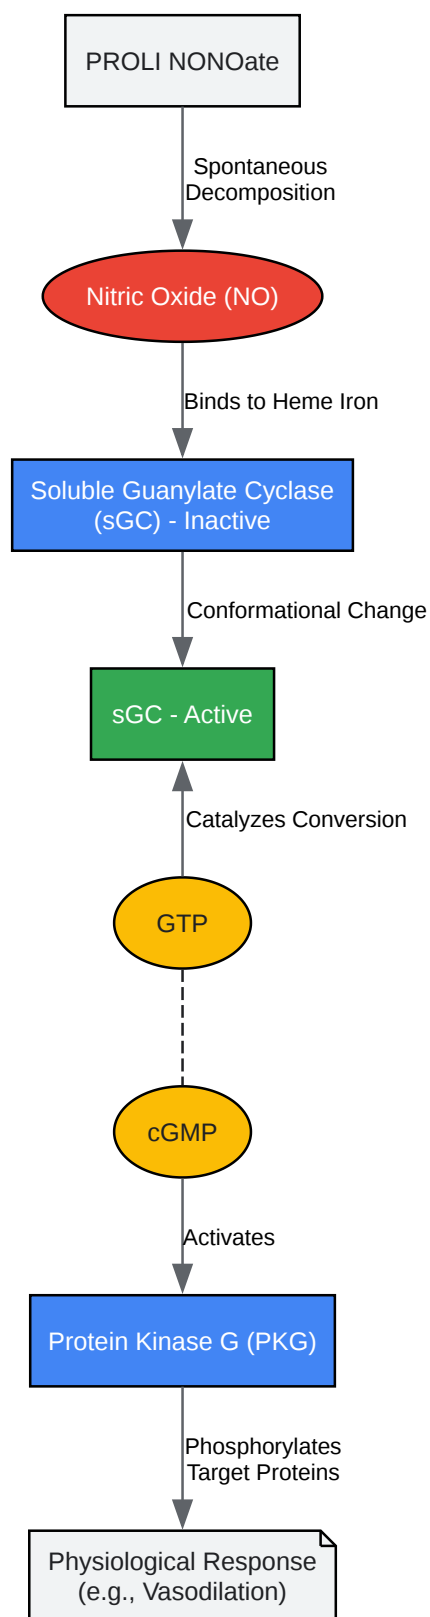 PROLI NONOate
Spontaneous
Decomposition
Nitric Oxide (NO)
Binds to Heme Iron
Soluble Guanylate Cyclase
(sGC) - Inactive
Conformational Change
sGC - Active
Catalyzes Conversion
GTP
cGMP
Activates
Protein Kinase G (PKG)
Phosphorylates
Target Proteins
Physiological Response
(e.g., Vasodilation)